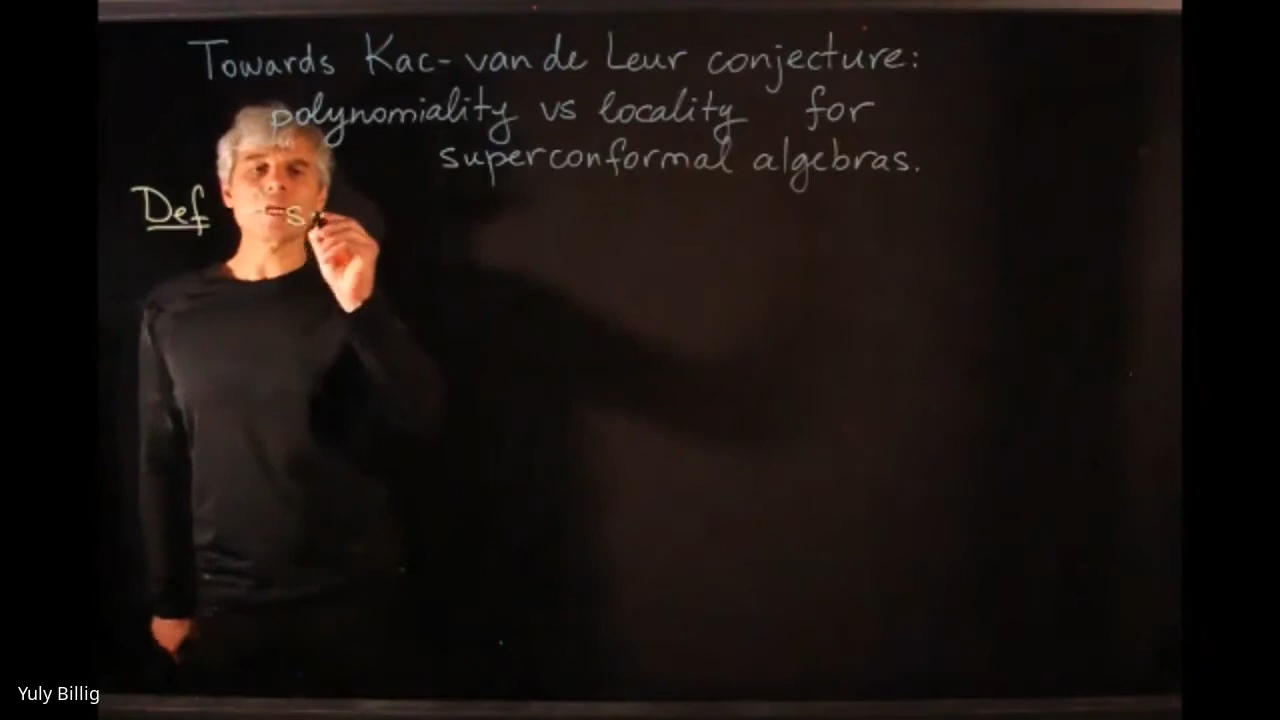 Towards Kac-van de Leur conjecture:
polynomiality vs locality for
superconformal algebras.
Def
s
Yuly Billig